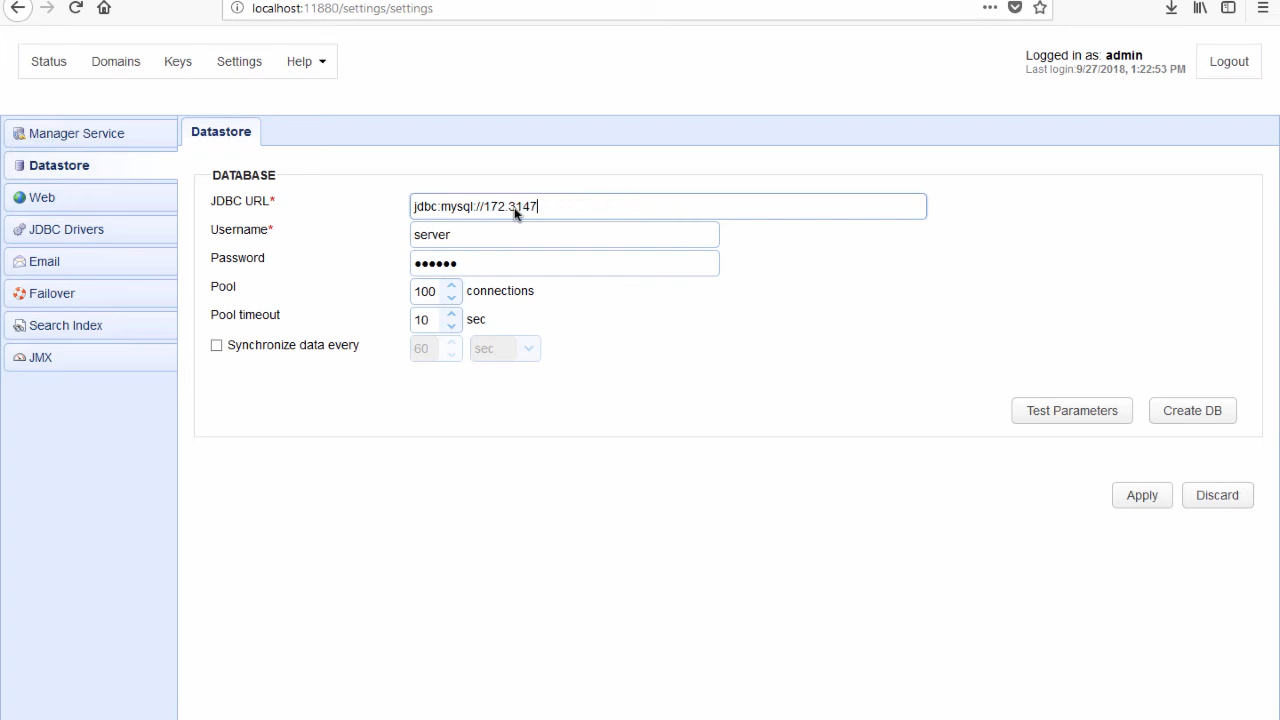 localhost:11880/settings/settings
Status Domains Keys Settings Help
Logged in as: admin
Last login:9/27/2018, 1:22:53 PM
Logout
Manager Service
Datastore
Web
JDBC Drivers
Email
Failover
Search Index
JMX
Datastore
DATABASE
JDBC URL* jdbc:mysql://172.3147
Username* server
Password ●●●●●●
Pool 100 connections
Pool timeout 10 sec
Synchronize data every 60 sec
Test Parameters Create DB
Apply Discard